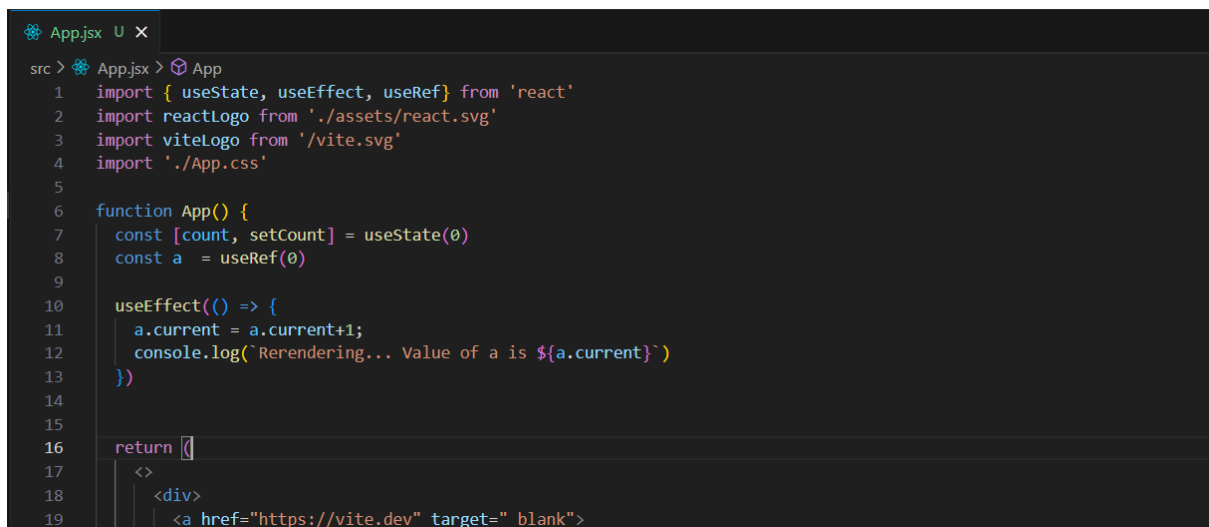 App.jsx U
src > App.jsx > App
1 import { useState, useEffect, useRef} from 'react'
2 import reactLogo from './assets/react.svg'
3 import viteLogo from '/vite.svg'
4 import './App.css'
5
6 function App() {
7 const [count, setCount] = useState(0)
8 const a  = useRef(0)
9
10 useEffect(() => {
11 a.current = a.current+1;
12 console.log(`Rerendering... Value of a is ${a.current}`)
13 })
14
15
16 return (
17 <>
18 <div>
19 <a href="https://vite.dev" target=" blank">